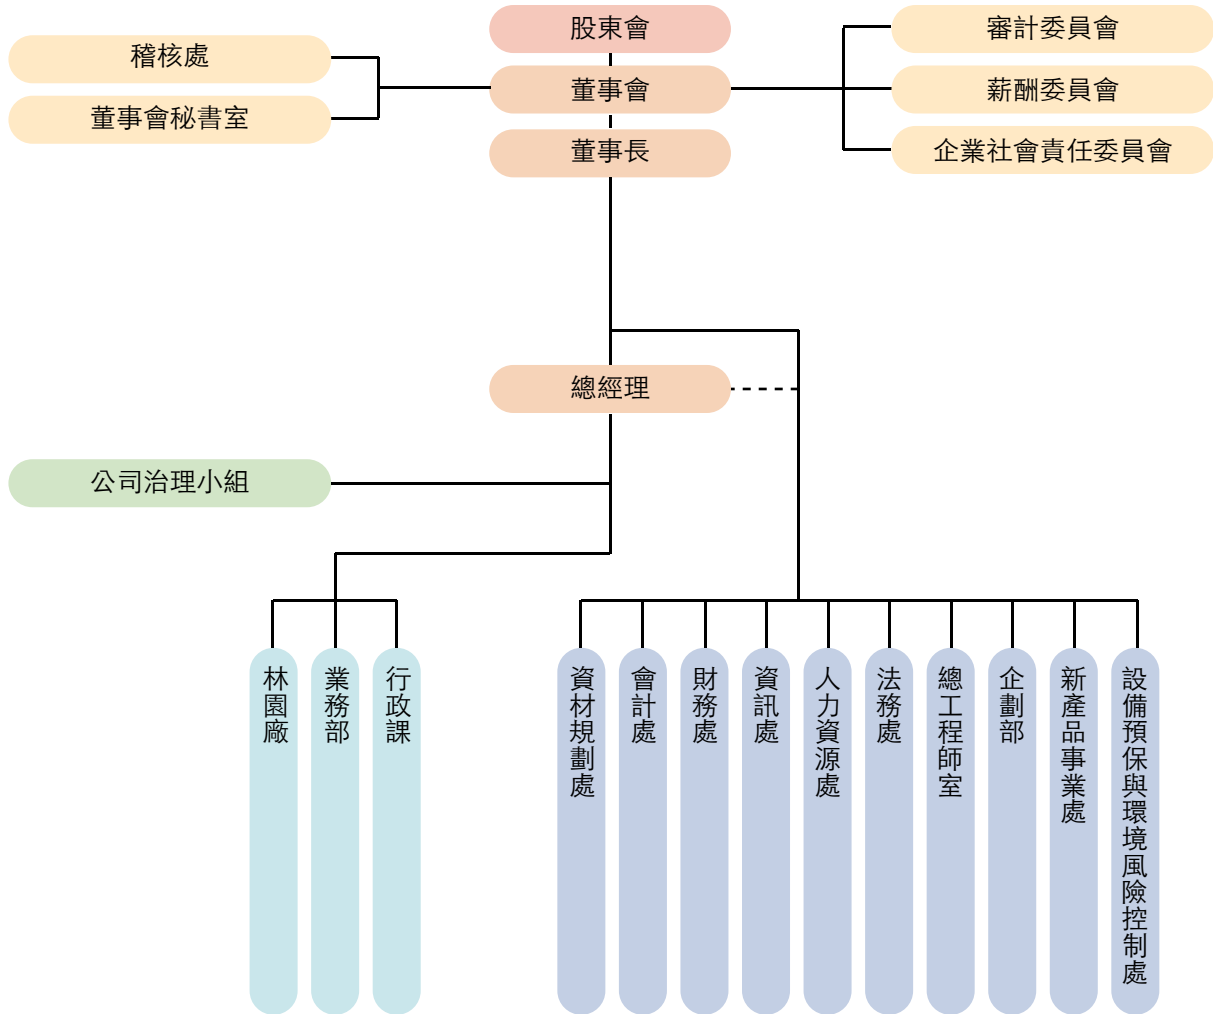 股東會
董事會
董事長
稽核處
董事會秘書室
審計委員會
薪酬委員會
企業社會責任委員會
總經理
公司治理小組
林園廠
業務部
行政課
資材規劃處
會計處
財務處
資訊處
人力資源處
法務處
總工程師室
企劃部
新產品事業處
設備預保與環境風險控制處